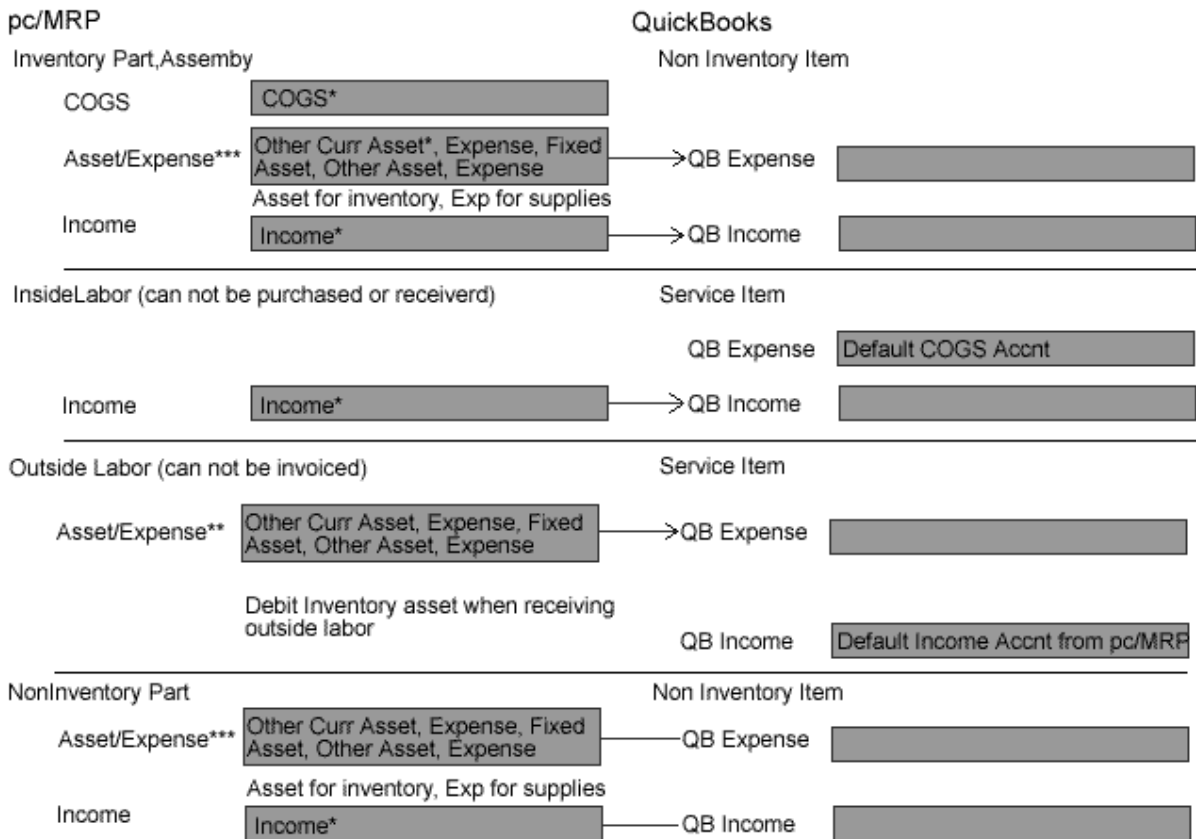 pc/MRP
QuickBooks
Inventory Part,Assemby
Non Inventory Item
COGS
COGS*
Asset/Expense***
Other Curr Asset*, Expense, Fixed
Asset, Other Asset, Expense
QB Expense
Asset for inventory, Exp for supplies
Income
Income*
QB Income
InsideLabor (can not be purchased or receiverd)
Service Item
QB Expense
Default COGS Accnt
Income
Income*
QB Income
Outside Labor (can not be invoiced)
Service Item
Asset/Expense**
Other Curr Asset, Expense, Fixed
Asset, Other Asset, Expense
QB Expense
Debit Inventory asset when receiving
outside labor
QB Income
Default Income Accnt from pc/MRP
NonInventory Part
Non Inventory Item
Asset/Expense***
Other Curr Asset, Expense, Fixed
Asset, Other Asset, Expense
QB Expense
Asset for inventory, Exp for supplies
Income
Income*
QB Income